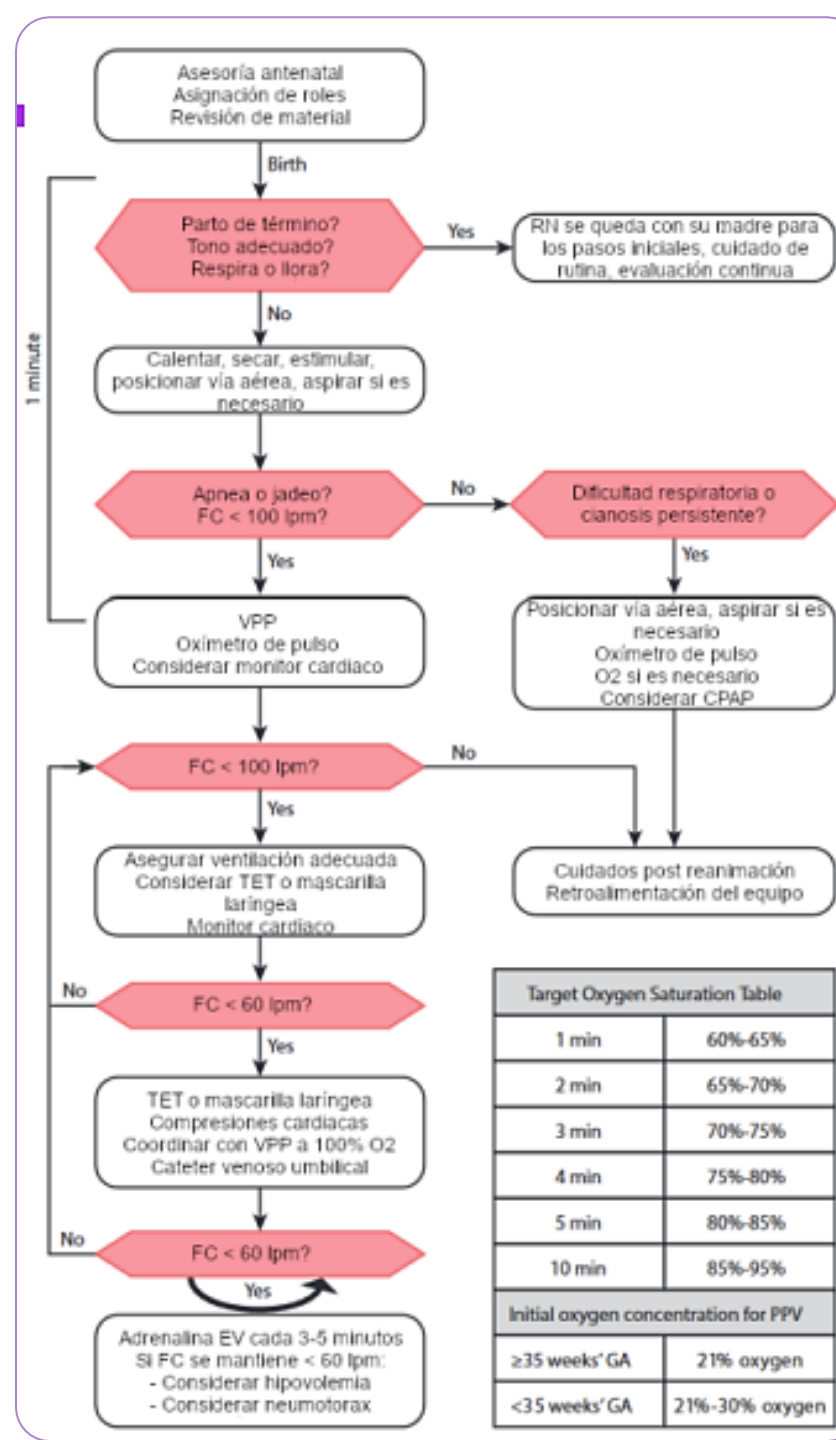 Asesoría antenatal
Asignación de roles
Revisión de material
Birth
1 minute
Parto de término?
Tono adecuado?
Respira o llora?
Yes
RN se queda con su madre para
los pasos iniciales, cuidado de
rutina, evaluación continua
No
Calentar, secar, estimular,
posicionar vía aérea, aspirar si es
necesario
Apnea o jadeo?
FC < 100 lpm?
No
Dificultad respiratoria o
cianosis persistente?
Yes
Yes
VPP
Oxímetro de pulso
Considerar monitor cardiaco
Posicionar vía aérea, aspirar si es
necesario
Oxímetro de pulso
O2 si es necesario
Considerar CPAP
FC < 100 lpm?
No
Yes
Asegurar ventilación adecuada
Considerar TET o mascarilla
laríngea
Monitor cardiaco
Cuidados post reanimación
Retroalimentación del equipo
No
FC < 60 lpm?
Yes
TET o mascarilla laríngea
Compresiones cardiacas
Coordinar con VPP a 100% O2
Cateter venoso umbilical
No
FC < 60 lpm?
Yes
Adrenalina EV cada 3-5 minutos
Si FC se mantiene < 60 lpm:
- Considerar hipovolemia
- Considerar neumotorax
Target Oxygen Saturation Table
1 min 60%-65%
2 min 65%-70%
3 min 70%-75%
4 min 75%-80%
5 min 80%-85%
10 min 85%-95%
Initial oxygen concentration for PPV
≥35 weeks' GA 21% oxygen
<35 weeks' GA 21%-30% oxygen